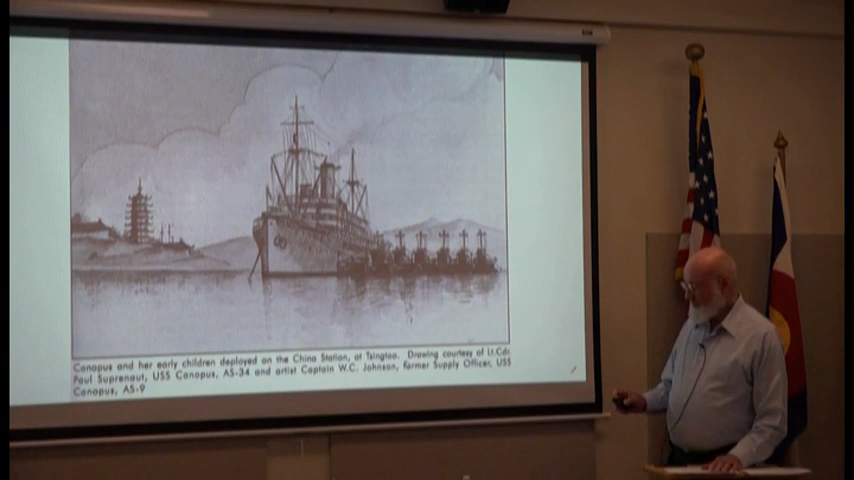 Canopus and her early children deployed on the China Station, at Tsingtao. Drawing courtesy of Lt.Cdr.
Paul Suprenaut, USS Canopus, AS-34 and artist Captain W.C. Johnson, former Supply Officer, USS
Canopus, AS-9